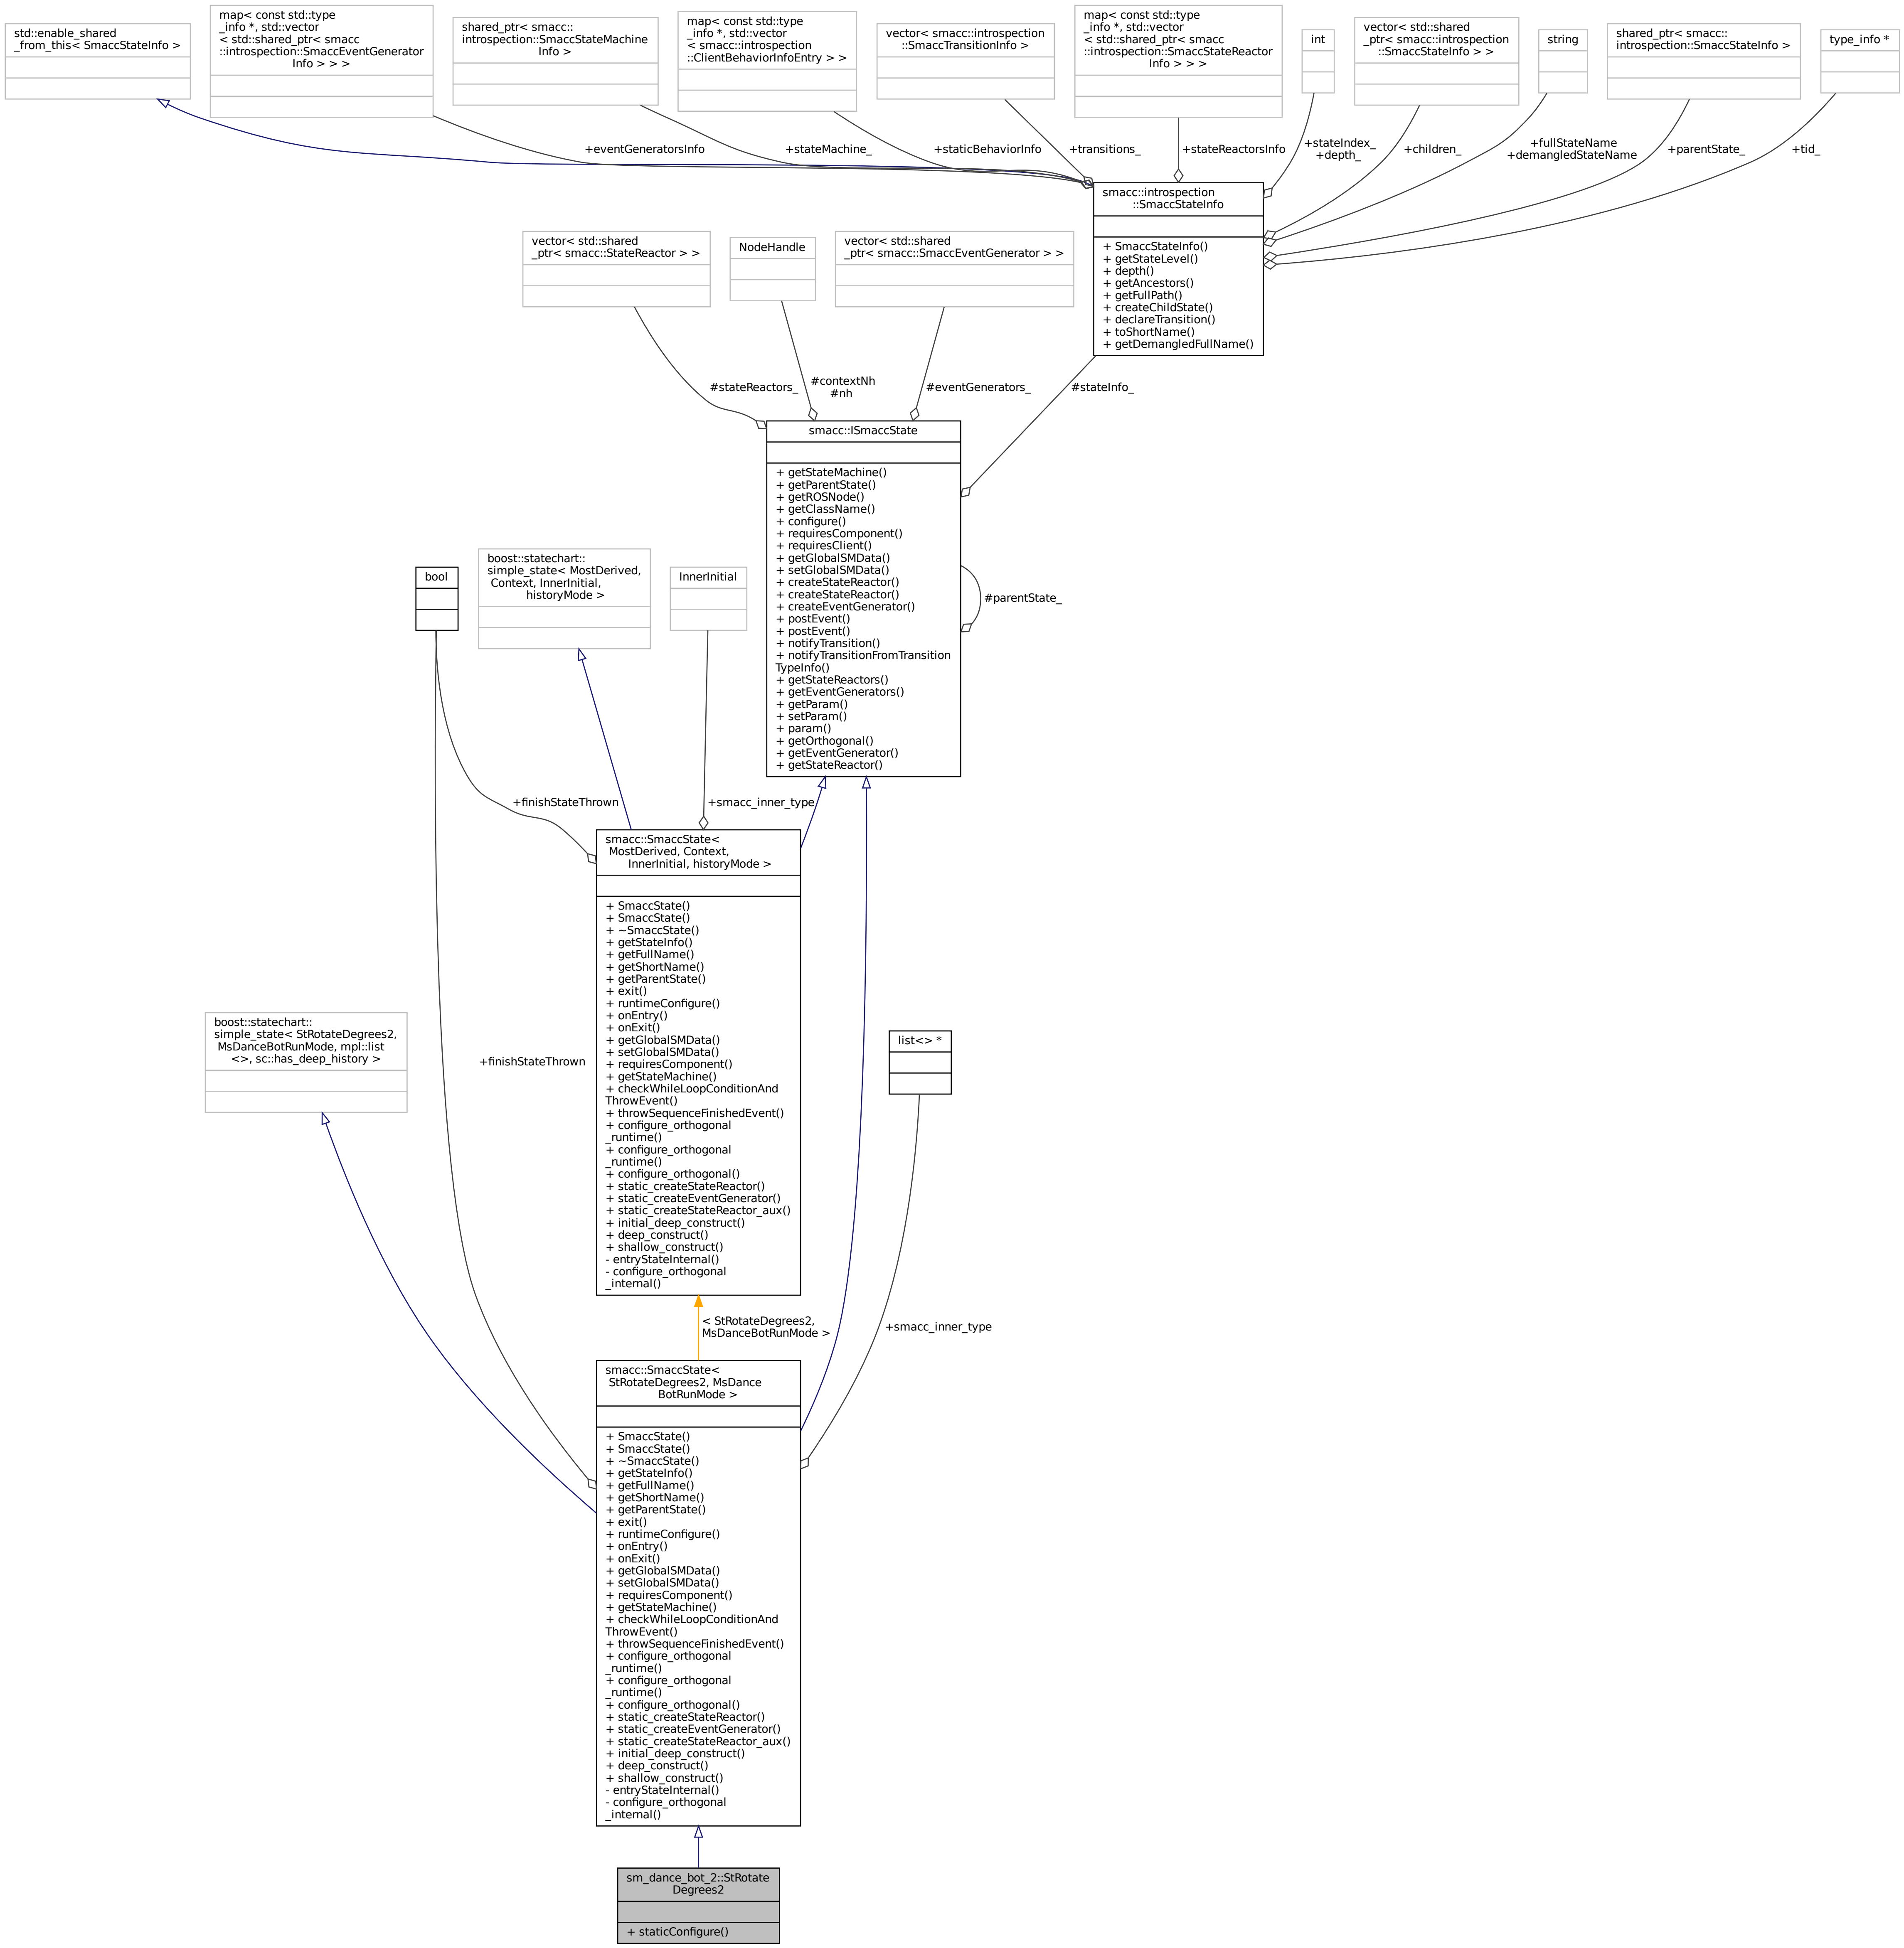 std::enable_shared
_from_this< SmaccStateInfo >
map< const std::type
_info *, std::vector
< std::shared_ptr< smacc
::introspection::SmaccEventGenerator
Info > > >
shared_ptr< smacc::
introspection::SmaccStateMachine
Info >
map< const std::type
_info *, std::vector
< smacc::introspection
::ClientBehaviorInfoEntry > >
vector< smacc::introspection
::SmaccTransitionInfo >
map< const std::type
_info *, std::vector
< std::shared_ptr< smacc
::introspection::SmaccStateReactor
Info > > >
int
vector< std::shared
_ptr< smacc::introspection
::SmaccStateInfo > >
string
shared_ptr< smacc::
introspection::SmaccStateInfo >
type_info *
+eventGeneratorsInfo
+stateMachine_
+staticBehaviorInfo
+transitions_
+stateReactorsInfo
+stateIndex_
+depth_
+children_
+fullStateName
+demangledStateName
+parentState_
+tid_
smacc::introspection
::SmaccStateInfo
+ SmaccStateInfo()
+ getStateLevel()
+ depth()
+ getAncestors()
+ getFullPath()
+ createChildState()
+ declareTransition()
+ toShortName()
+ getDemangledFullName()
vector< std::shared
_ptr< smacc::StateReactor > >
NodeHandle
vector< std::shared
_ptr< smacc::SmaccEventGenerator > >
#stateReactors_
#contextNh
#nh
#eventGenerators_
#stateInfo_
smacc::ISmaccState
+ getStateMachine()
+ getParentState()
+ getROSNode()
+ getClassName()
+ configure()
+ requiresComponent()
+ requiresClient()
+ getGlobalSMData()
+ setGlobalSMData()
+ createStateReactor()
+ createStateReactor()
+ createEventGenerator()
+ postEvent()
+ postEvent()
+ notifyTransition()
+ notifyTransitionFromTransition
TypeInfo()
+ getStateReactors()
+ getEventGenerators()
+ getParam()
+ setParam()
+ param()
+ getOrthogonal()
+ getEventGenerator()
+ getStateReactor()
#parentState_
bool
boost::statechart::
simple_state< MostDerived,
Context, InnerInitial,
historyMode >
InnerInitial
+finishStateThrown
+smacc_inner_type
smacc::SmaccState<
MostDerived, Context,
InnerInitial, historyMode >
+ SmaccState()
+ SmaccState()
+ ~SmaccState()
+ getStateInfo()
+ getFullName()
+ getShortName()
+ getParentState()
+ exit()
+ runtimeConfigure()
+ onEntry()
+ onExit()
+ getGlobalSMData()
+ setGlobalSMData()
+ requiresComponent()
+ getStateMachine()
+ checkWhileLoopConditionAnd
ThrowEvent()
+ throwSequenceFinishedEvent()
+ configure_orthogonal
_runtime()
+ configure_orthogonal
_runtime()
+ configure_orthogonal()
+ static_createStateReactor()
+ static_createEventGenerator()
+ static_createStateReactor_aux()
+ initial_deep_construct()
+ deep_construct()
+ shallow_construct()
- entryStateInternal()
- configure_orthogonal
_internal()
boost::statechart::
simple_state< StRotateDegrees2,
MsDanceBotRunMode, mpl::list
<>, sc::has_deep_history >
+finishStateThrown
list<> *
< StRotateDegrees2,
MsDanceBotRunMode >
+smacc_inner_type
smacc::SmaccState<
StRotateDegrees2, MsDance
BotRunMode >
+ SmaccState()
+ SmaccState()
+ ~SmaccState()
+ getStateInfo()
+ getFullName()
+ getShortName()
+ getParentState()
+ exit()
+ runtimeConfigure()
+ onEntry()
+ onExit()
+ getGlobalSMData()
+ setGlobalSMData()
+ requiresComponent()
+ getStateMachine()
+ checkWhileLoopConditionAnd
ThrowEvent()
+ throwSequenceFinishedEvent()
+ configure_orthogonal
_runtime()
+ configure_orthogonal
_runtime()
+ configure_orthogonal()
+ static_createStateReactor()
+ static_createEventGenerator()
+ static_createStateReactor_aux()
+ initial_deep_construct()
+ deep_construct()
+ shallow_construct()
- entryStateInternal()
- configure_orthogonal
_internal()
sm_dance_bot_2::StRotate
Degrees2
+ staticConfigure()